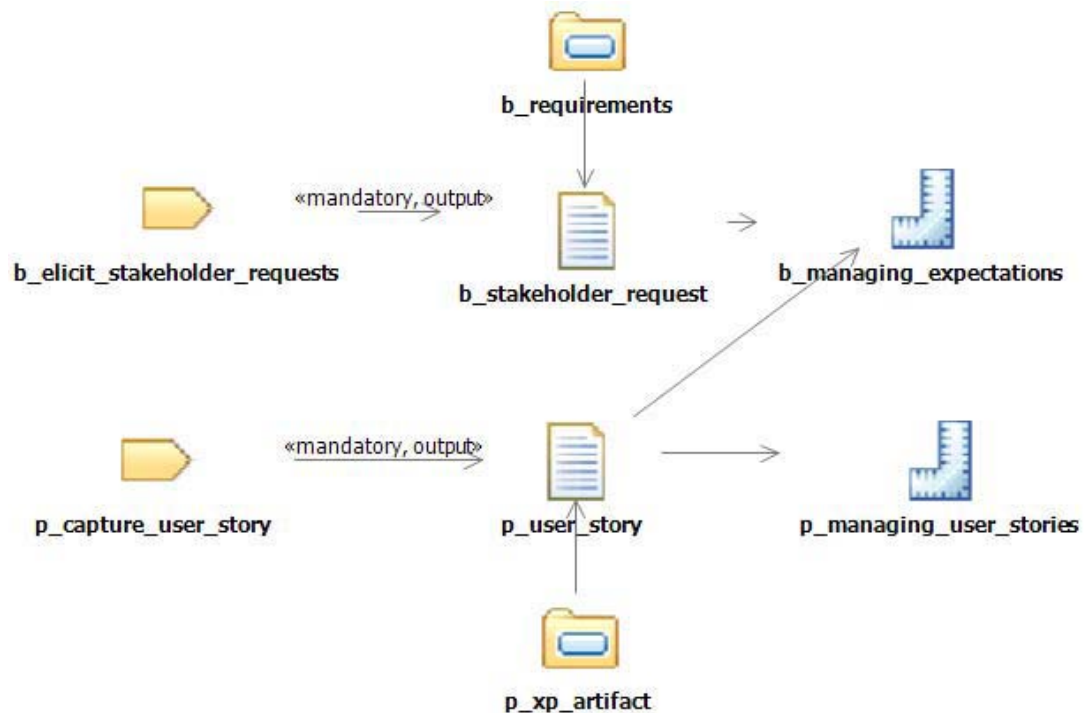 b_requirements
«mandatory, output»
b_elicit_stakeholder_requests
b_stakeholder_request
b_managing_expectations
«mandatory, output»
p_capture_user_story
p_user_story
p_managing_user_stories
p_xp_artifact